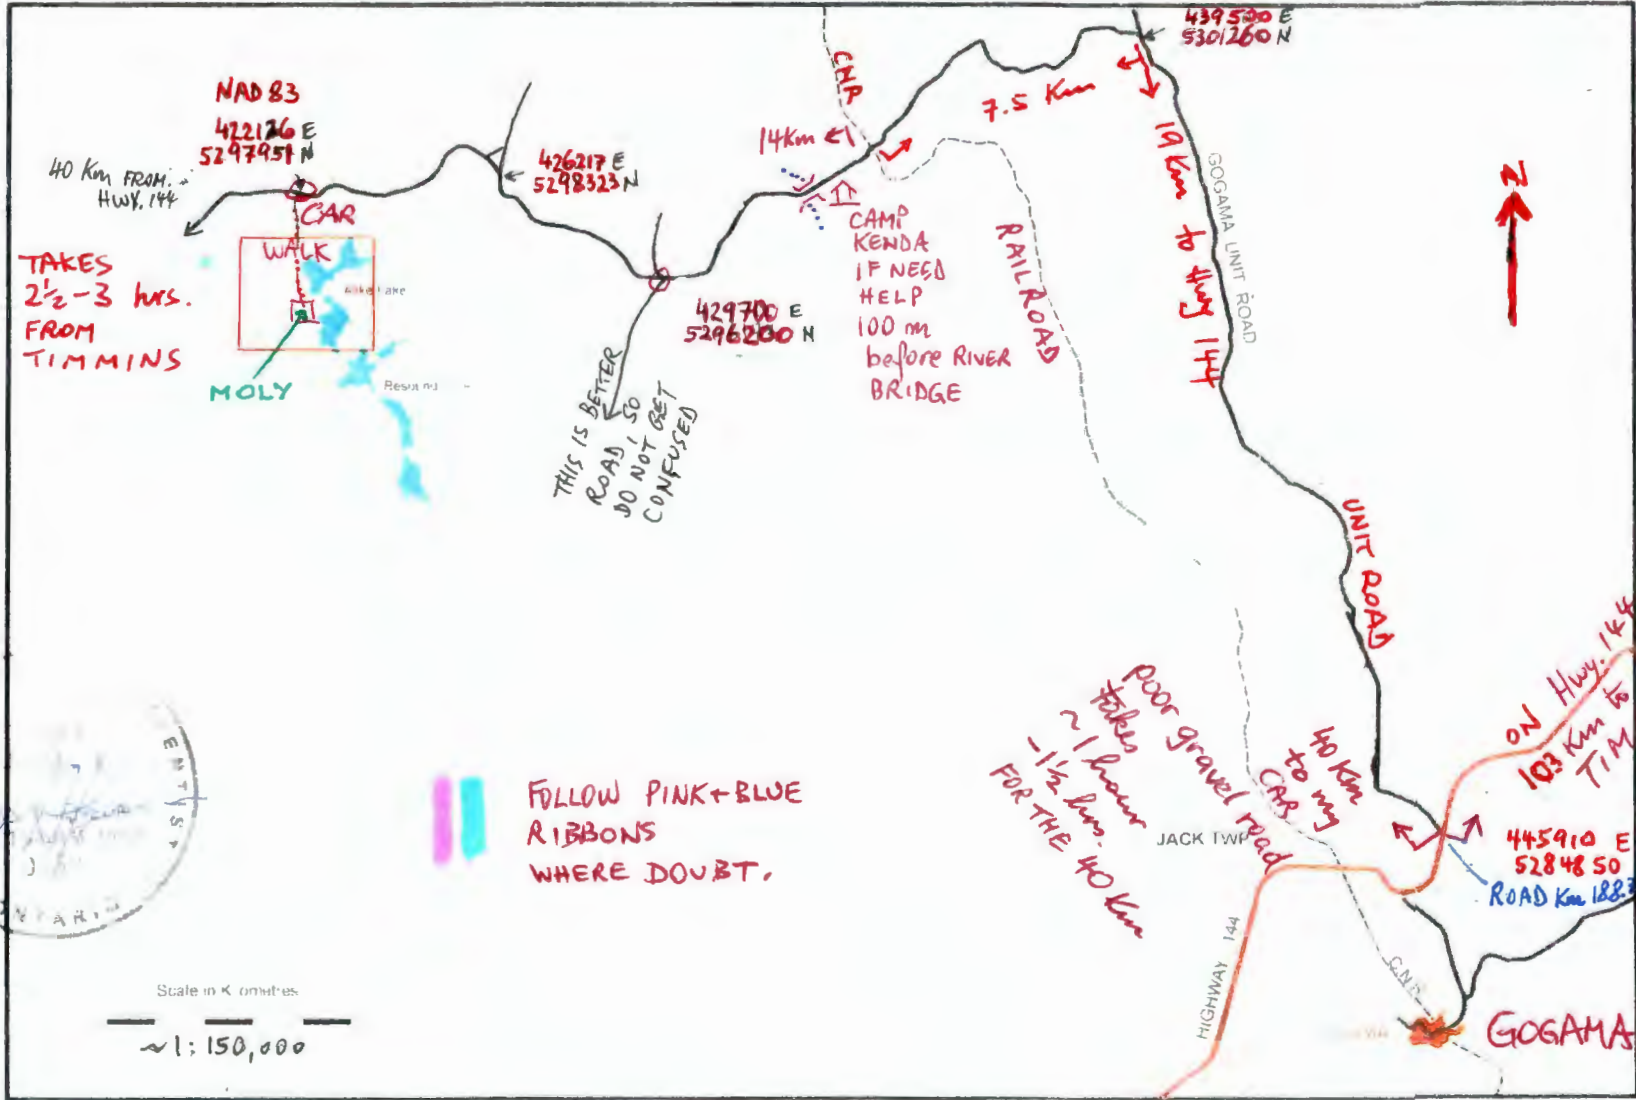 439520 E
5301260 N
NAD 83
422126 E
5297951 N
40 Km FROM
HWY. 144
CAR
WALK
TAKES
2½-3 hrs.
FROM
TIMMINS
MOLY
426217 E
5298323 N
CNR
14Km
7.5 Km
19 Km to Hwy 144
GOGAMA UNIT ROAD
N
CAMP
KENDA
IF NEED
HELP
100 m
before RIVER
BRIDGE
RAILROAD
429700 E
5296200 N
THIS IS BETTER
ROAD, SO
DO NOT GET
CONFUSED
UNIT ROAD
ON Hwy. 144
103 Km to
TIM
poor gravel road
takes
~ 1 hour
-1½ hrs.
FOR THE 40 Km
40 Km
to my
CAR
JACK TWP
445910 E
5284850
ROAD Km 188.3
FOLLOW PINK + BLUE
RIBBONS
WHERE DOUBT.
HIGHWAY 144
C.N.R.
GOGAMA
Scale in Kilometres
~1:150,000